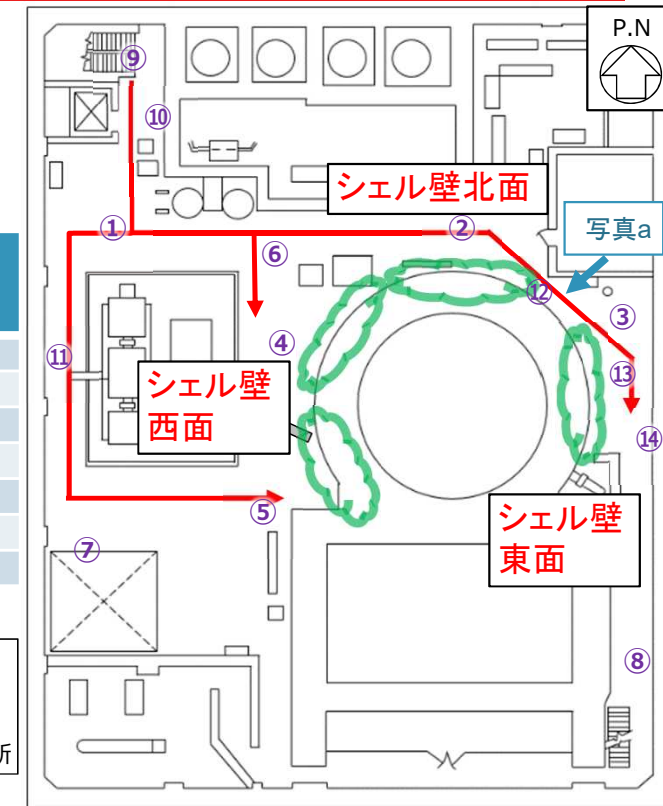 P.N
⑨
⑩
シェル壁北面
写真a
①
②
⑥
⑫
③
④
⑪
⑬
シェル壁
西面
⑭
⑤
シェル壁
東面
⑦
⑧
所